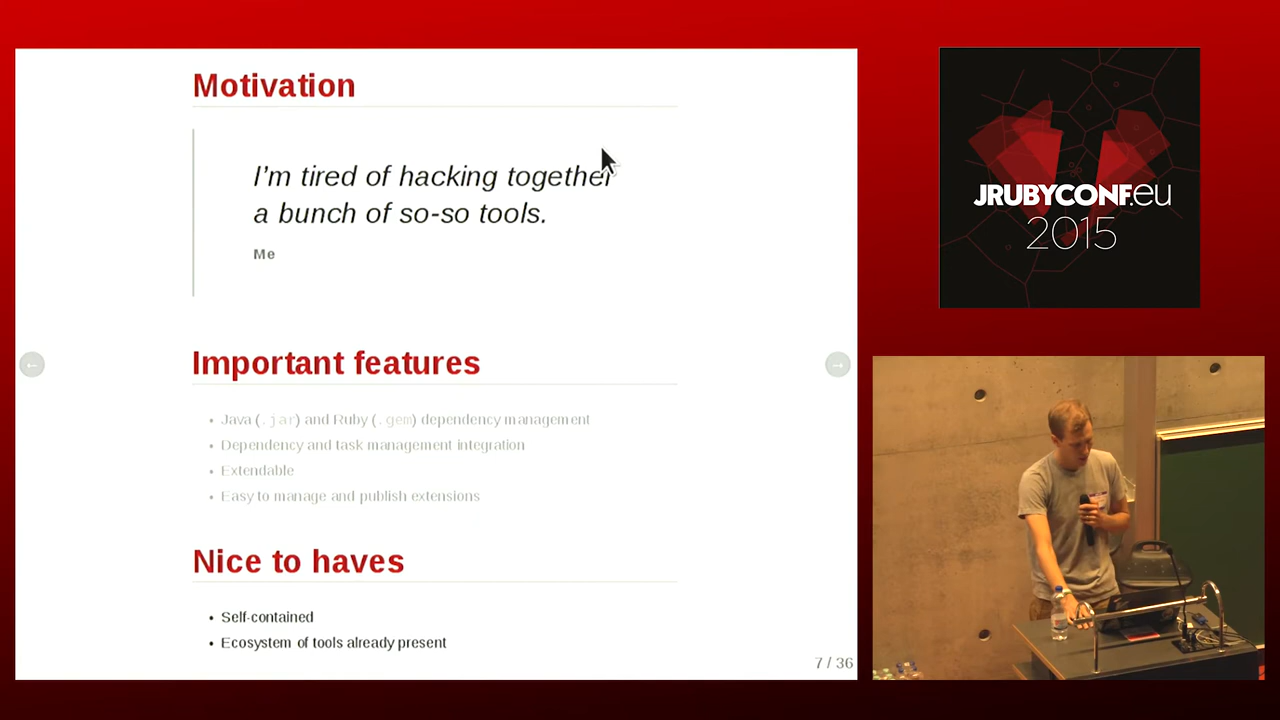 Motivation
I'm tired of hacking together
a bunch of so-so tools.
Me
Important features
• Java (.jar) and Ruby (.gem) dependency management
• Dependency and task management integration
• Extendable
• Easy to manage and publish extensions
Nice to haves
• Self-contained
• Ecosystem of tools already present
7 / 36
JRUBYCONF.eu
2015